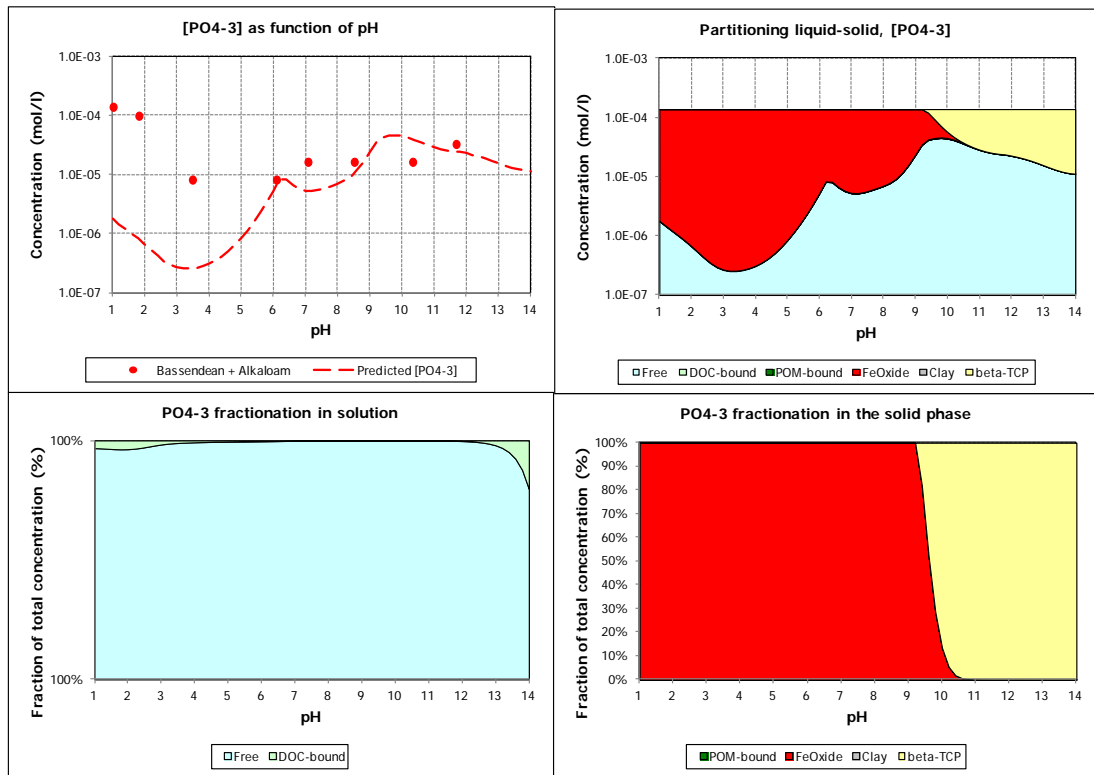 [PO4-3] as function of pH
1.0E-03
1.0E-04
1.0E-05
1.0E-06
1.0E-07
Concentration (mol/l)
1 2 3 4 5 6 7 8 9 10 11 12 13 14
pH
Bassendean + Alkaloam Predicted [PO4-3]
Partitioning liquid-solid, [PO4-3]
1.0E-03
1.0E-04
1.0E-05
1.0E-06
1.0E-07
Concentration (mol/l)
1 2 3 4 5 6 7 8 9 10 11 12 13 14
pH
Free DOC-bound POM-bound FeOxide Clay beta-TCP
PO4-3 fractionation in solution
100%
100%
Fraction of total concentration (%)
1 2 3 4 5 6 7 8 9 10 11 12 13 14
pH
Free DOC-bound
PO4-3 fractionation in the solid phase
100%
90%
80%
70%
60%
50%
40%
30%
20%
10%
0%
Fraction of total concentration (%)
1 2 3 4 5 6 7 8 9 10 11 12 13 14
pH
POM-bound FeOxide Clay beta-TCP